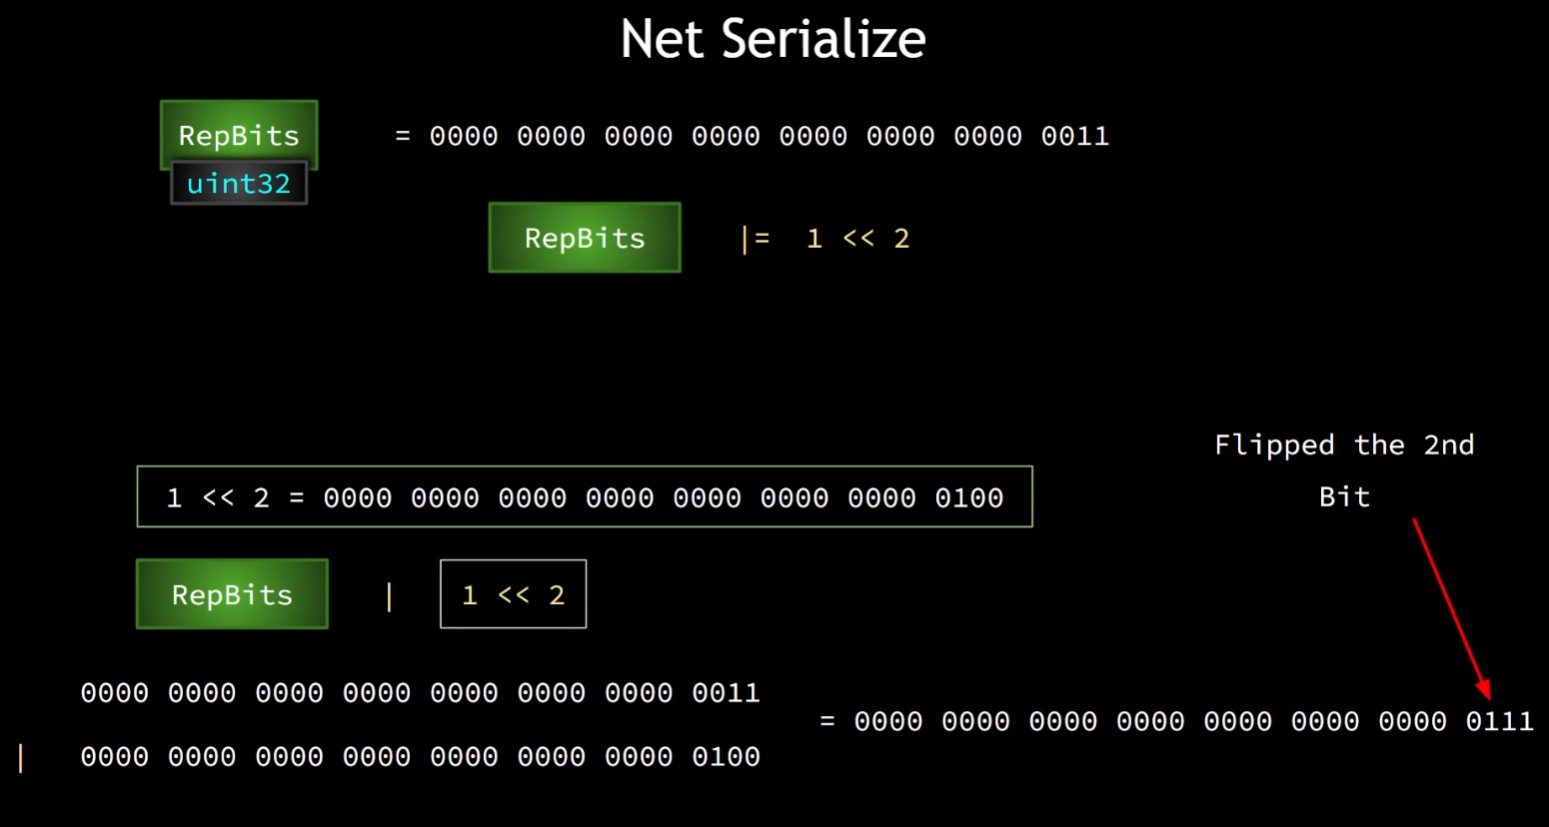 Net Serialize
RepBits = 0000 0000 0000 0000 0000 0000 0000 0011
uint32
RepBits |= 1 << 2
1 << 2 = 0000 0000 0000 0000 0000 0000 0000 0100
Flipped the 2nd
Bit
RepBits | 1 << 2
0000 0000 0000 0000 0000 0000 0000 0011
= 0000 0000 0000 0000 0000 0000 0000 0111
| 0000 0000 0000 0000 0000 0000 0000 0100